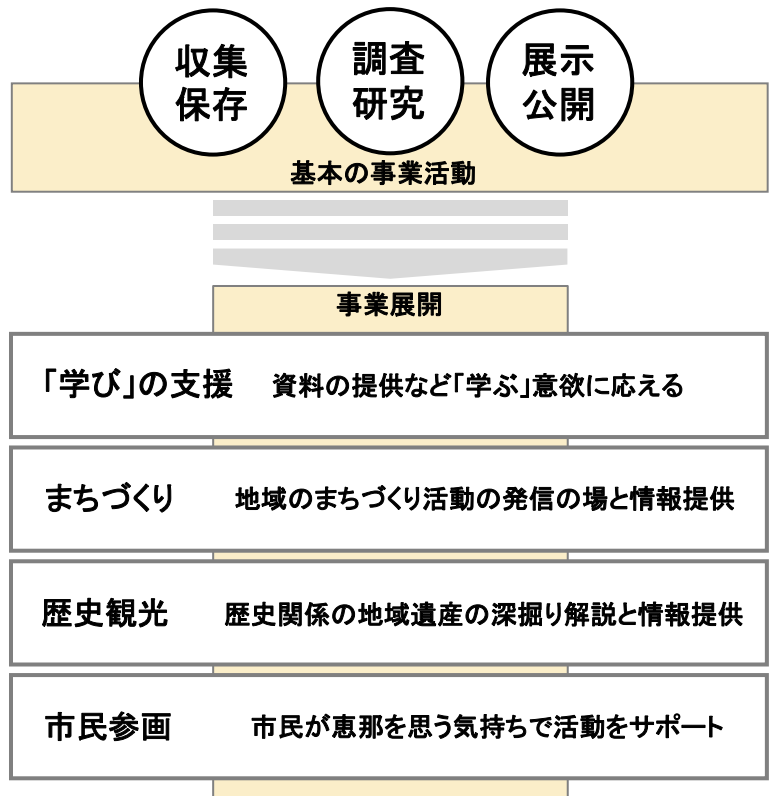 収集
保存
調査
研究
展示
公開
基本の事業活動
事業展開
「学び」の支援 資料の提供など「学ぶ」意欲に応える
まちづくり 地域のまちづくり活動の発信の場と情報提供
歴史観光 歴史関係の地域遺産の深掘り解説と情報提供
市民参画 市民が恵那を思う気持ちで活動をサポート